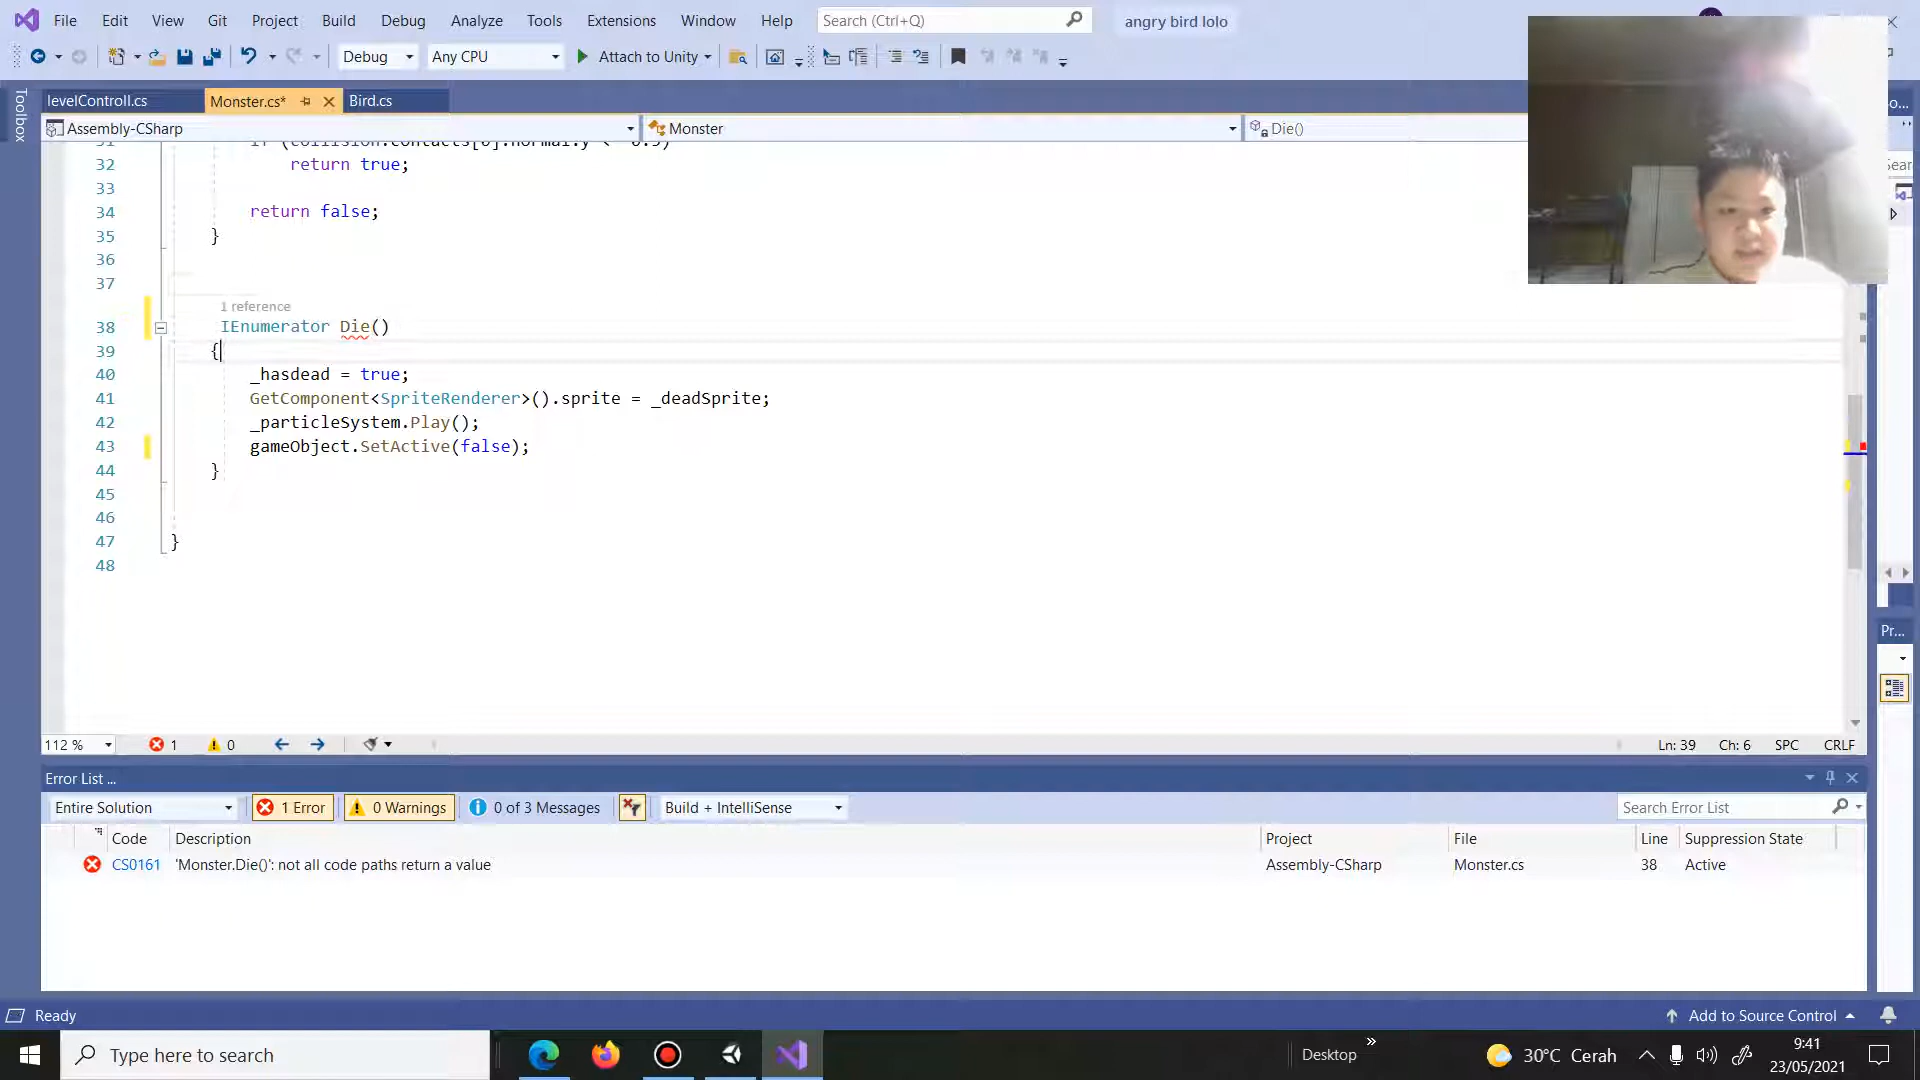 File Edit View Git Project Build Debug Analyze Tools Extensions Window Help Search (Ctrl+Q) angry bird lolo
Debug Any CPU Attach to Unity
Toolbox
levelControll.cs Monster.cs* Bird.cs
Assembly-CSharp Monster Die()
32 return true;
33
34 return false;
35 }
36
37
1 reference
38 IEnumerator Die()
39 {
40 _hasdead = true;
41 GetComponent<SpriteRenderer>().sprite = _deadSprite;
42 _particleSystem.Play();
43 gameObject.SetActive(false);
44 }
45
46
47 }
48
Pr...
112 % 1 0 Ln: 39 Ch: 6 SPC CRLF
Error List ...
Entire Solution 1 Error 0 Warnings 0 of 3 Messages Build + IntelliSense Search Error List
Code Description Project File Line Suppression State
CS0161 'Monster.Die()': not all code paths return a value Assembly-CSharp Monster.cs 38 Active
Ready Add to Source Control
Type here to search Desktop » 30°C Cerah 9:41
23/05/2021